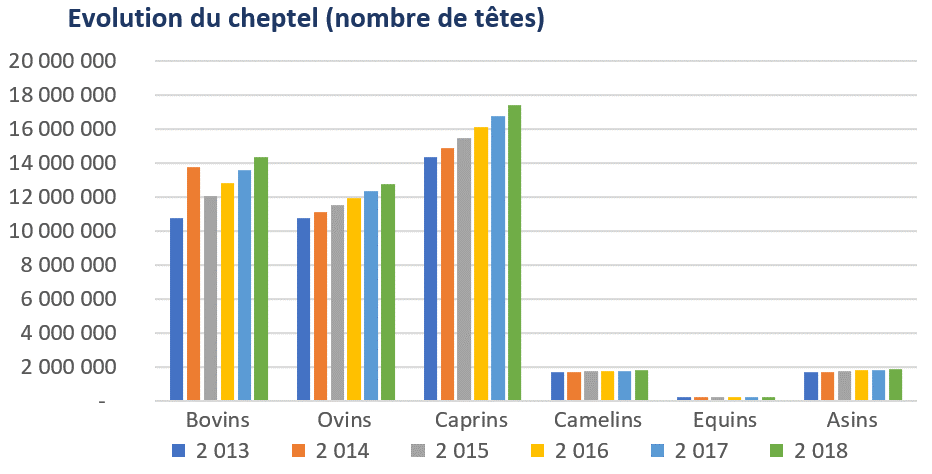 Evolution du cheptel (nombre de têtes)
20 000 000
18 000 000
16 000 000
14 000 000
12 000 000
10 000 000
8 000 000
6 000 000
4 000 000
2 000 000
-
Bovins Ovins Caprins Camelins Equins Asins
2 013 2 014 2 015 2 016 2 017 2 018